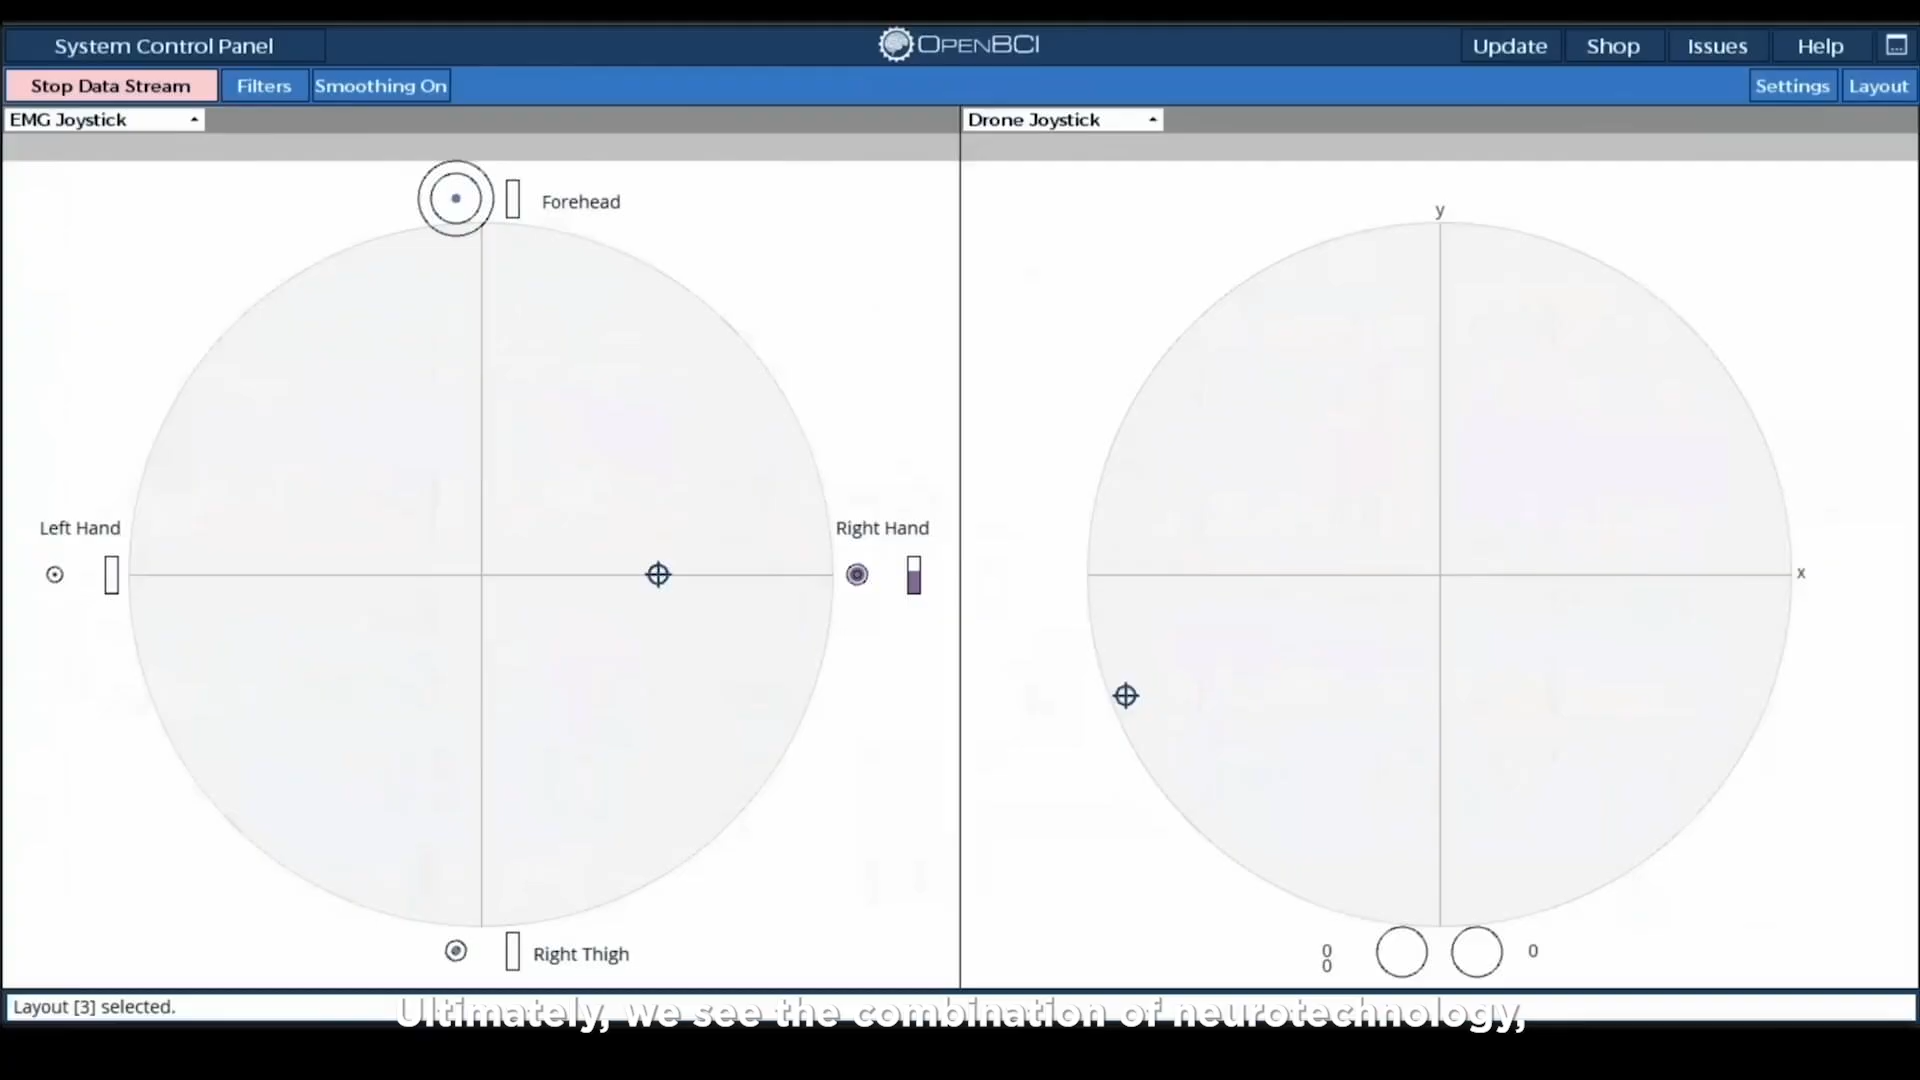 System Control Panel
OPENBCI
Update
Shop
Issues
Help
Stop Data Stream
Filters
Smoothing On
Settings
Layout
EMG Joystick
Drone Joystick
Forehead
y
Left Hand
Right Hand
x
Right Thigh
0
0
0
Layout [3] selected.
Ultimately, we see the combination of neurotechnology,